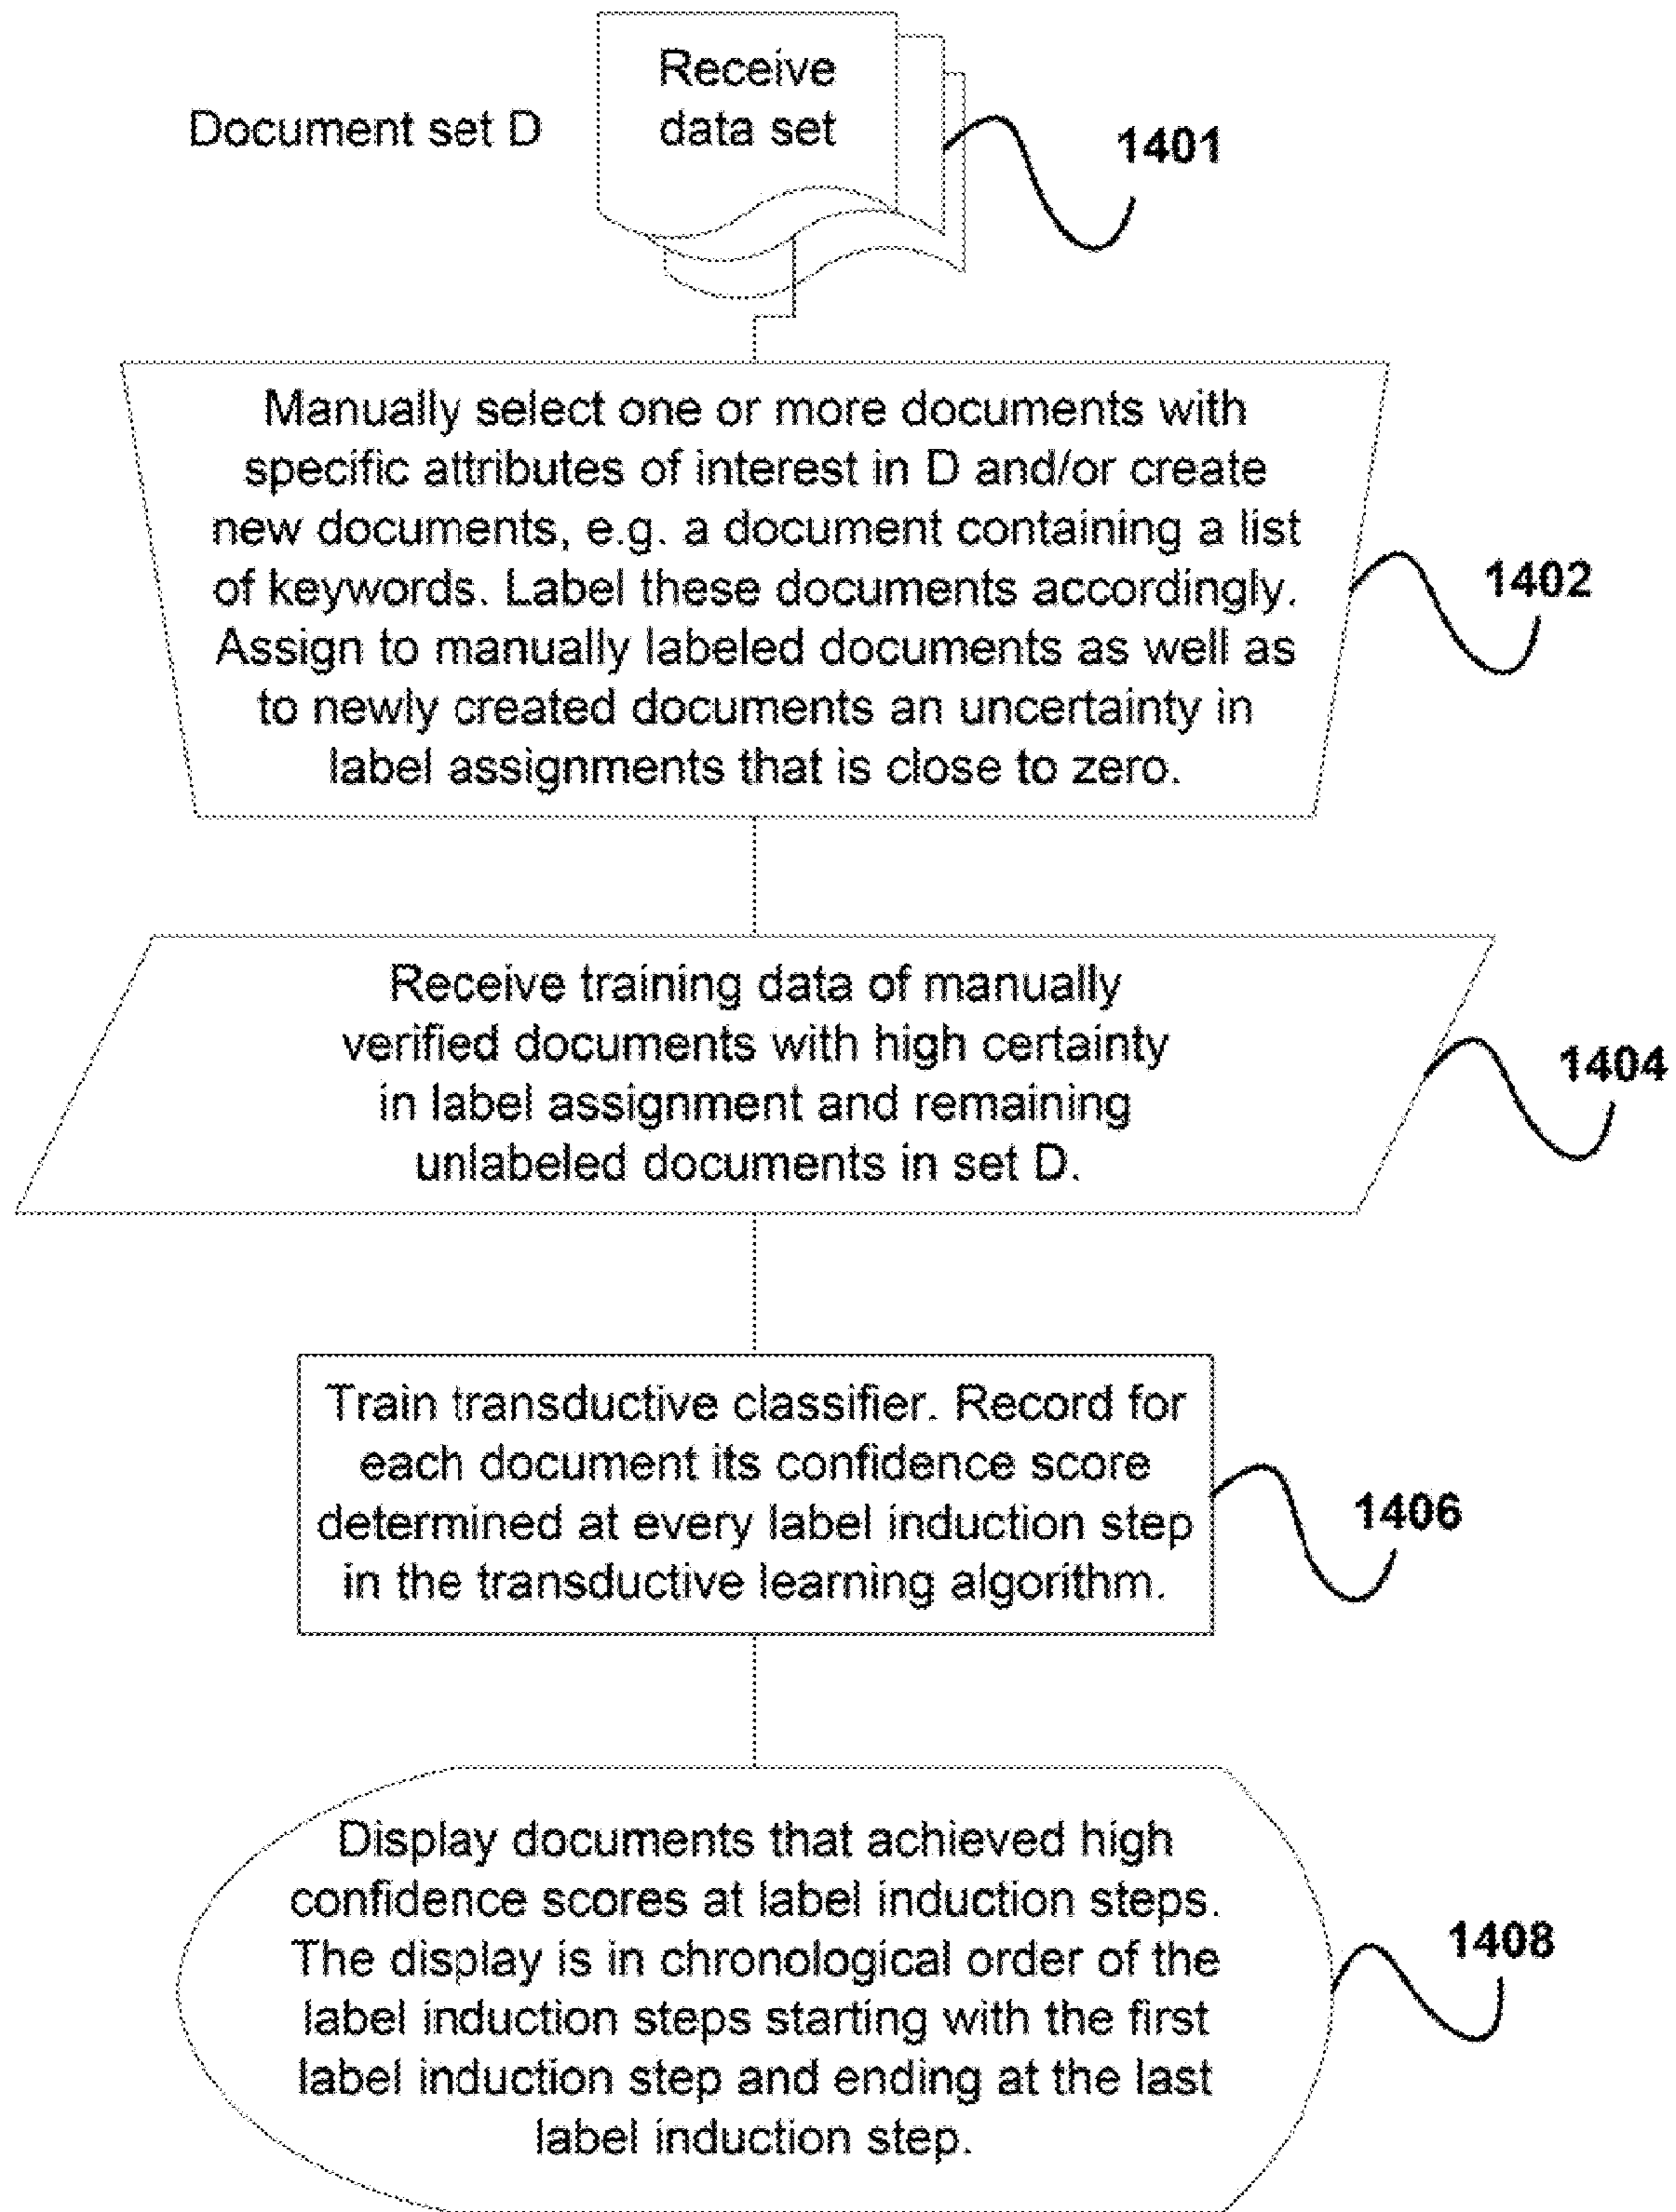 Receive
data set
Document set D
1401
Manually select one or more documents with
specific attributes of interest in D and/or create
new documents, e.g. a document containing a list
of keywords. Label these documents accordingly.
Assign to manually labeled documents as well as
to newly created documents an uncertainty in
label assignments that is close to zero.
1402
Receive training data of manually
verified documents with high certainty
in label assignment and remaining
unlabeled documents in set D.
1404
Train transductive classifier. Record for
each document its confidence score
determined at every label induction step
in the transductive learning algorithm.
1406
Display documents that achieved high
confidence scores at label induction steps.
The display is in chronological order of the
label induction steps starting with the first
label induction step and ending at the last
label induction step.
1408